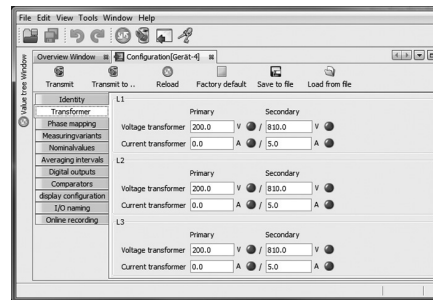 File Edit View Tools Window Help
Value tree Window
Overview Window Configuration[Gerät-4]
Transmit Transmit to .. Reload Factory default Save to file Load from file
Identity
Transformer
Phase mapping
Measuringvariants
Nominalvalues
Averaging intervals
Digital outputs
Comparators
display configuration
I/O naming
Online recording
L1
Primary Secondary
Voltage transformer 200.0 V / 810.0 V
Current transformer 0.0 A / 5.0 A
L2
Primary Secondary
Voltage transformer 200.0 V / 810.0 V
Current transformer 0.0 A / 5.0 A
L3
Primary Secondary
Voltage transformer 200.0 V / 810.0 V
Current transformer 0.0 A / 5.0 A